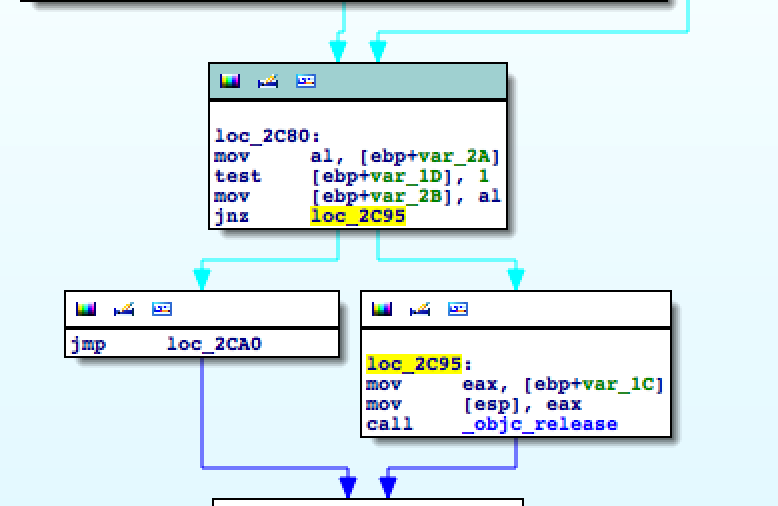 loc_2C80:
mov al, [ebp+var_2A]
test [ebp+var_1D], 1
mov [ebp+var_2B], al
jnz loc_2C95
jmp loc_2CA0
loc_2C95:
mov eax, [ebp+var_1C]
mov [esp], eax
call _objc_release